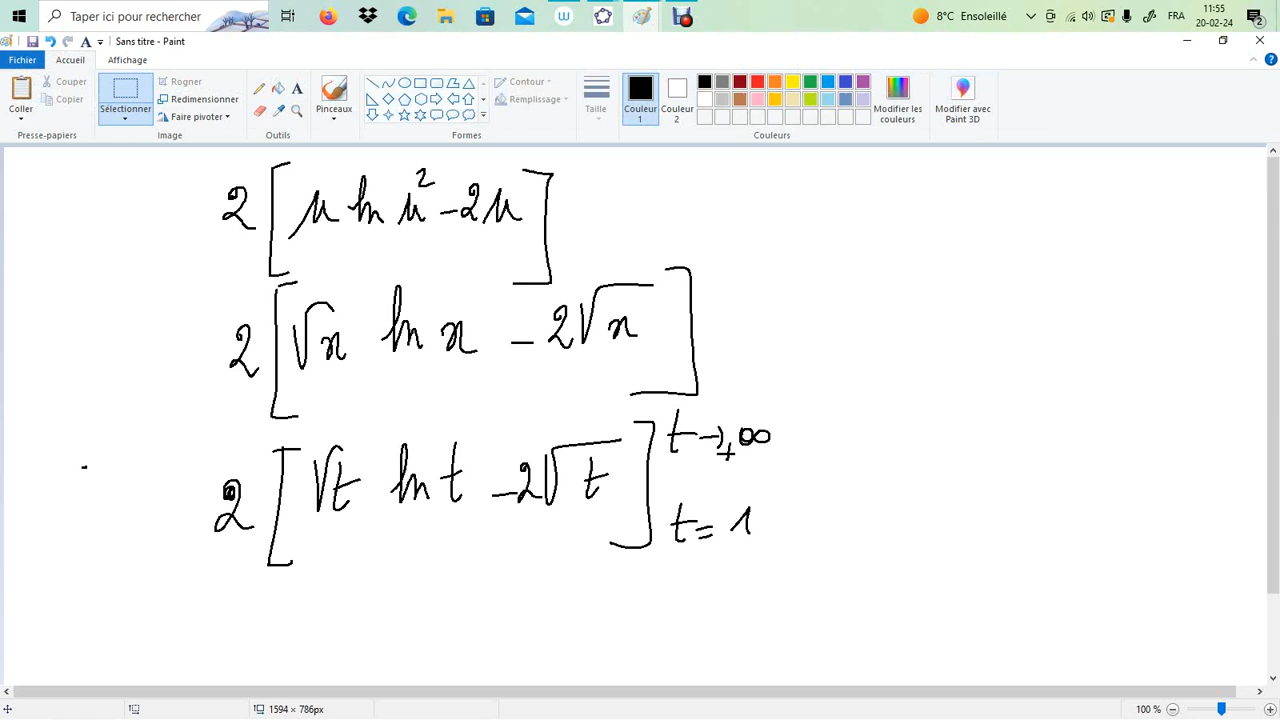 Taper ici pour rechercher
8°C Ensoleillé
FRA
11:55
20-02-24
2
Sans titre - Paint
Fichier
Accueil
Affichage
Coller
Couper
Copier
Presse-papiers
Sélectionner
Rogner
Redimensionner
Faire pivoter
Image
A
Outils
Pinceaux
Contour
Remplissage
Formes
Taille
Couleur 1
Couleur 2
Modifier les couleurs
Couleurs
Modifier avec Paint 3D
2 [ u ln u² - 2u ]
2 [ √x ln x - 2√x ]
2 [ √t ln t - 2√t ] t → +∞
t = 1
1594 × 786px
100 %